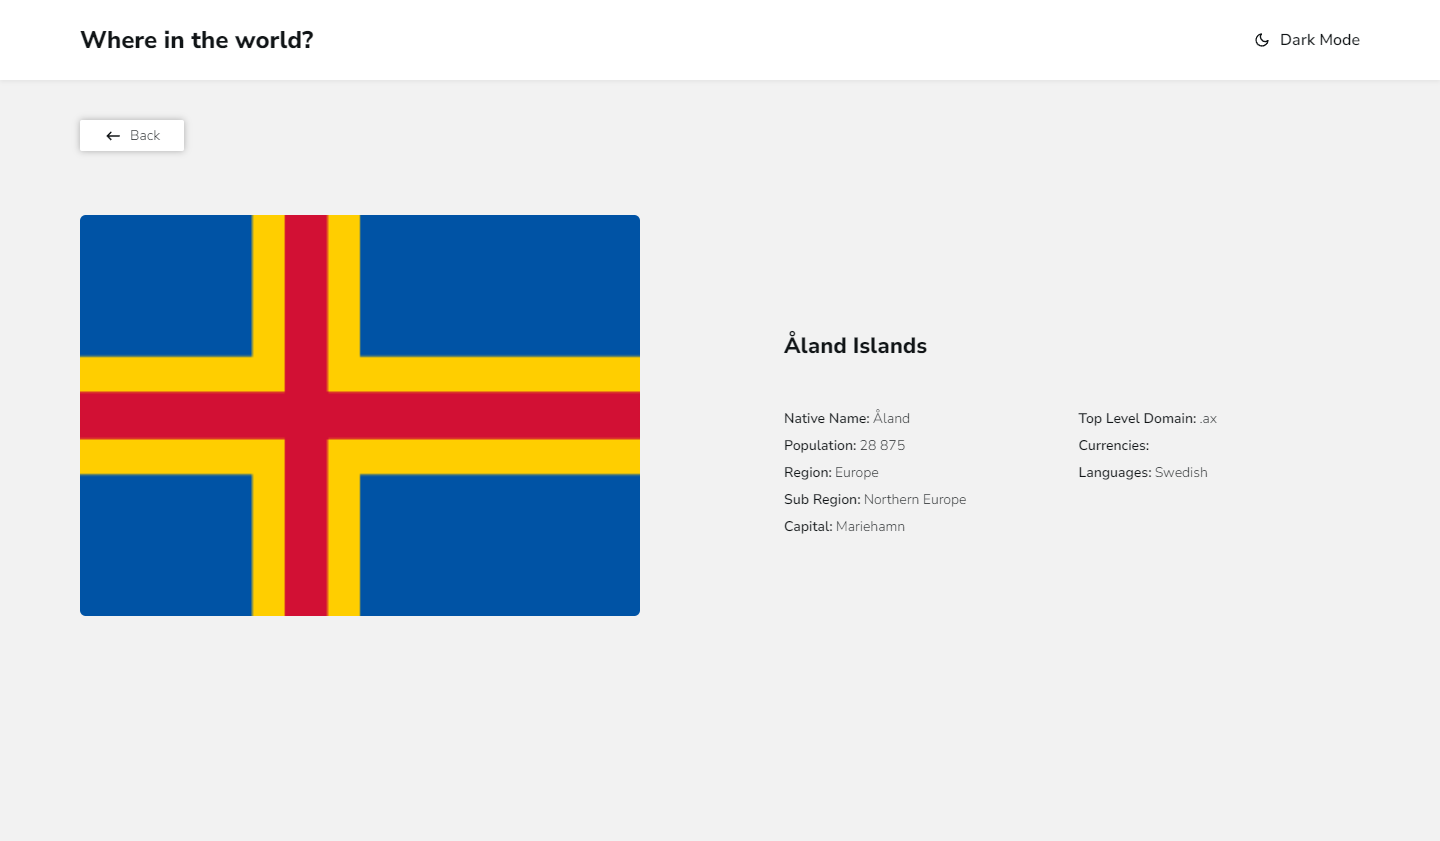 Where in the world?
Dark Mode
Back
Åland Islands
Native Name: Åland
Population: 28 875
Region: Europe
Sub Region: Northern Europe
Capital: Mariehamn
Top Level Domain: .ax
Currencies:
Languages: Swedish